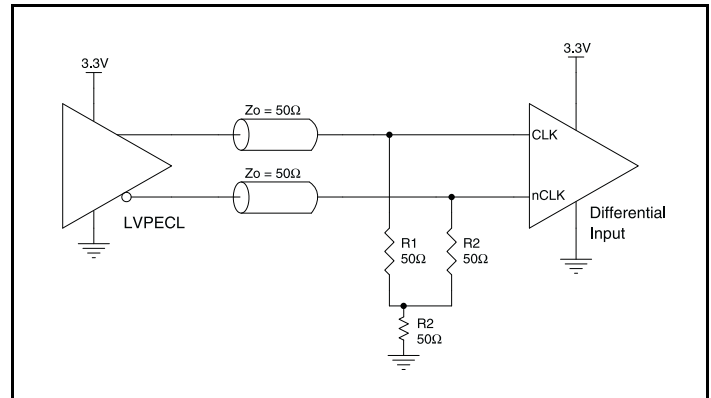 3.3V
3.3V
Zo = 50Ω
CLK
Zo = 50Ω
nCLK
LVPECL
Differential
Input
R1
50Ω
R2
50Ω
R2
50Ω